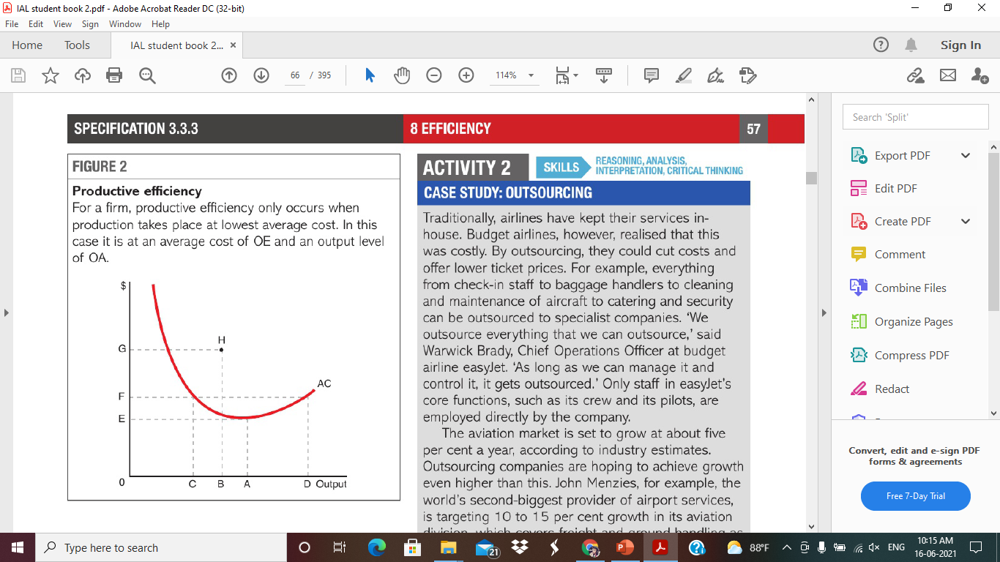 IAL student book 2.pdf - Adobe Acrobat Reader DC (32-bit)
File Edit View Sign Window Help
Home Tools IAL student book 2... × Sign In
66 / 395 114%
SPECIFICATION 3.3.3 8 EFFICIENCY 57
FIGURE 2
Productive efficiency
For a firm, productive efficiency only occurs when
production takes place at lowest average cost. In this
case it is at an average cost of OE and an output level
of OA.
$
G
H
F
E
AC
0
C B A D Output
ACTIVITY 2 SKILLS REASONING, ANALYSIS,
INTERPRETATION, CRITICAL THINKING
CASE STUDY: OUTSOURCING
Traditionally, airlines have kept their services in-
house. Budget airlines, however, realised that this
was costly. By outsourcing, they could cut costs and
offer lower ticket prices. For example, everything
from check-in staff to baggage handlers to cleaning
and maintenance of aircraft to catering and security
can be outsourced to specialist companies. ‘We
outsource everything that we can outsource,’ said
Warwick Brady, Chief Operations Officer at budget
airline easyJet. ‘As long as we can manage it and
control it, it gets outsourced.’ Only staff in easyJet’s
core functions, such as its crew and its pilots, are
employed directly by the company.
The aviation market is set to grow at about five
per cent a year, according to industry estimates.
Outsourcing companies are hoping to achieve growth
even higher than this. John Menzies, for example, the
world’s second-biggest provider of airport services,
is targeting 10 to 15 per cent growth in its aviation
division, which covers freight and ground handling as
Search 'Split'
Export PDF
Edit PDF
Create PDF
Comment
Combine Files
Organize Pages
Compress PDF
Redact
Convert, edit and e-sign PDF
forms & agreements
Free 7-Day Trial
Type here to search
21
88°F
ENG
10:15 AM
16-06-2021